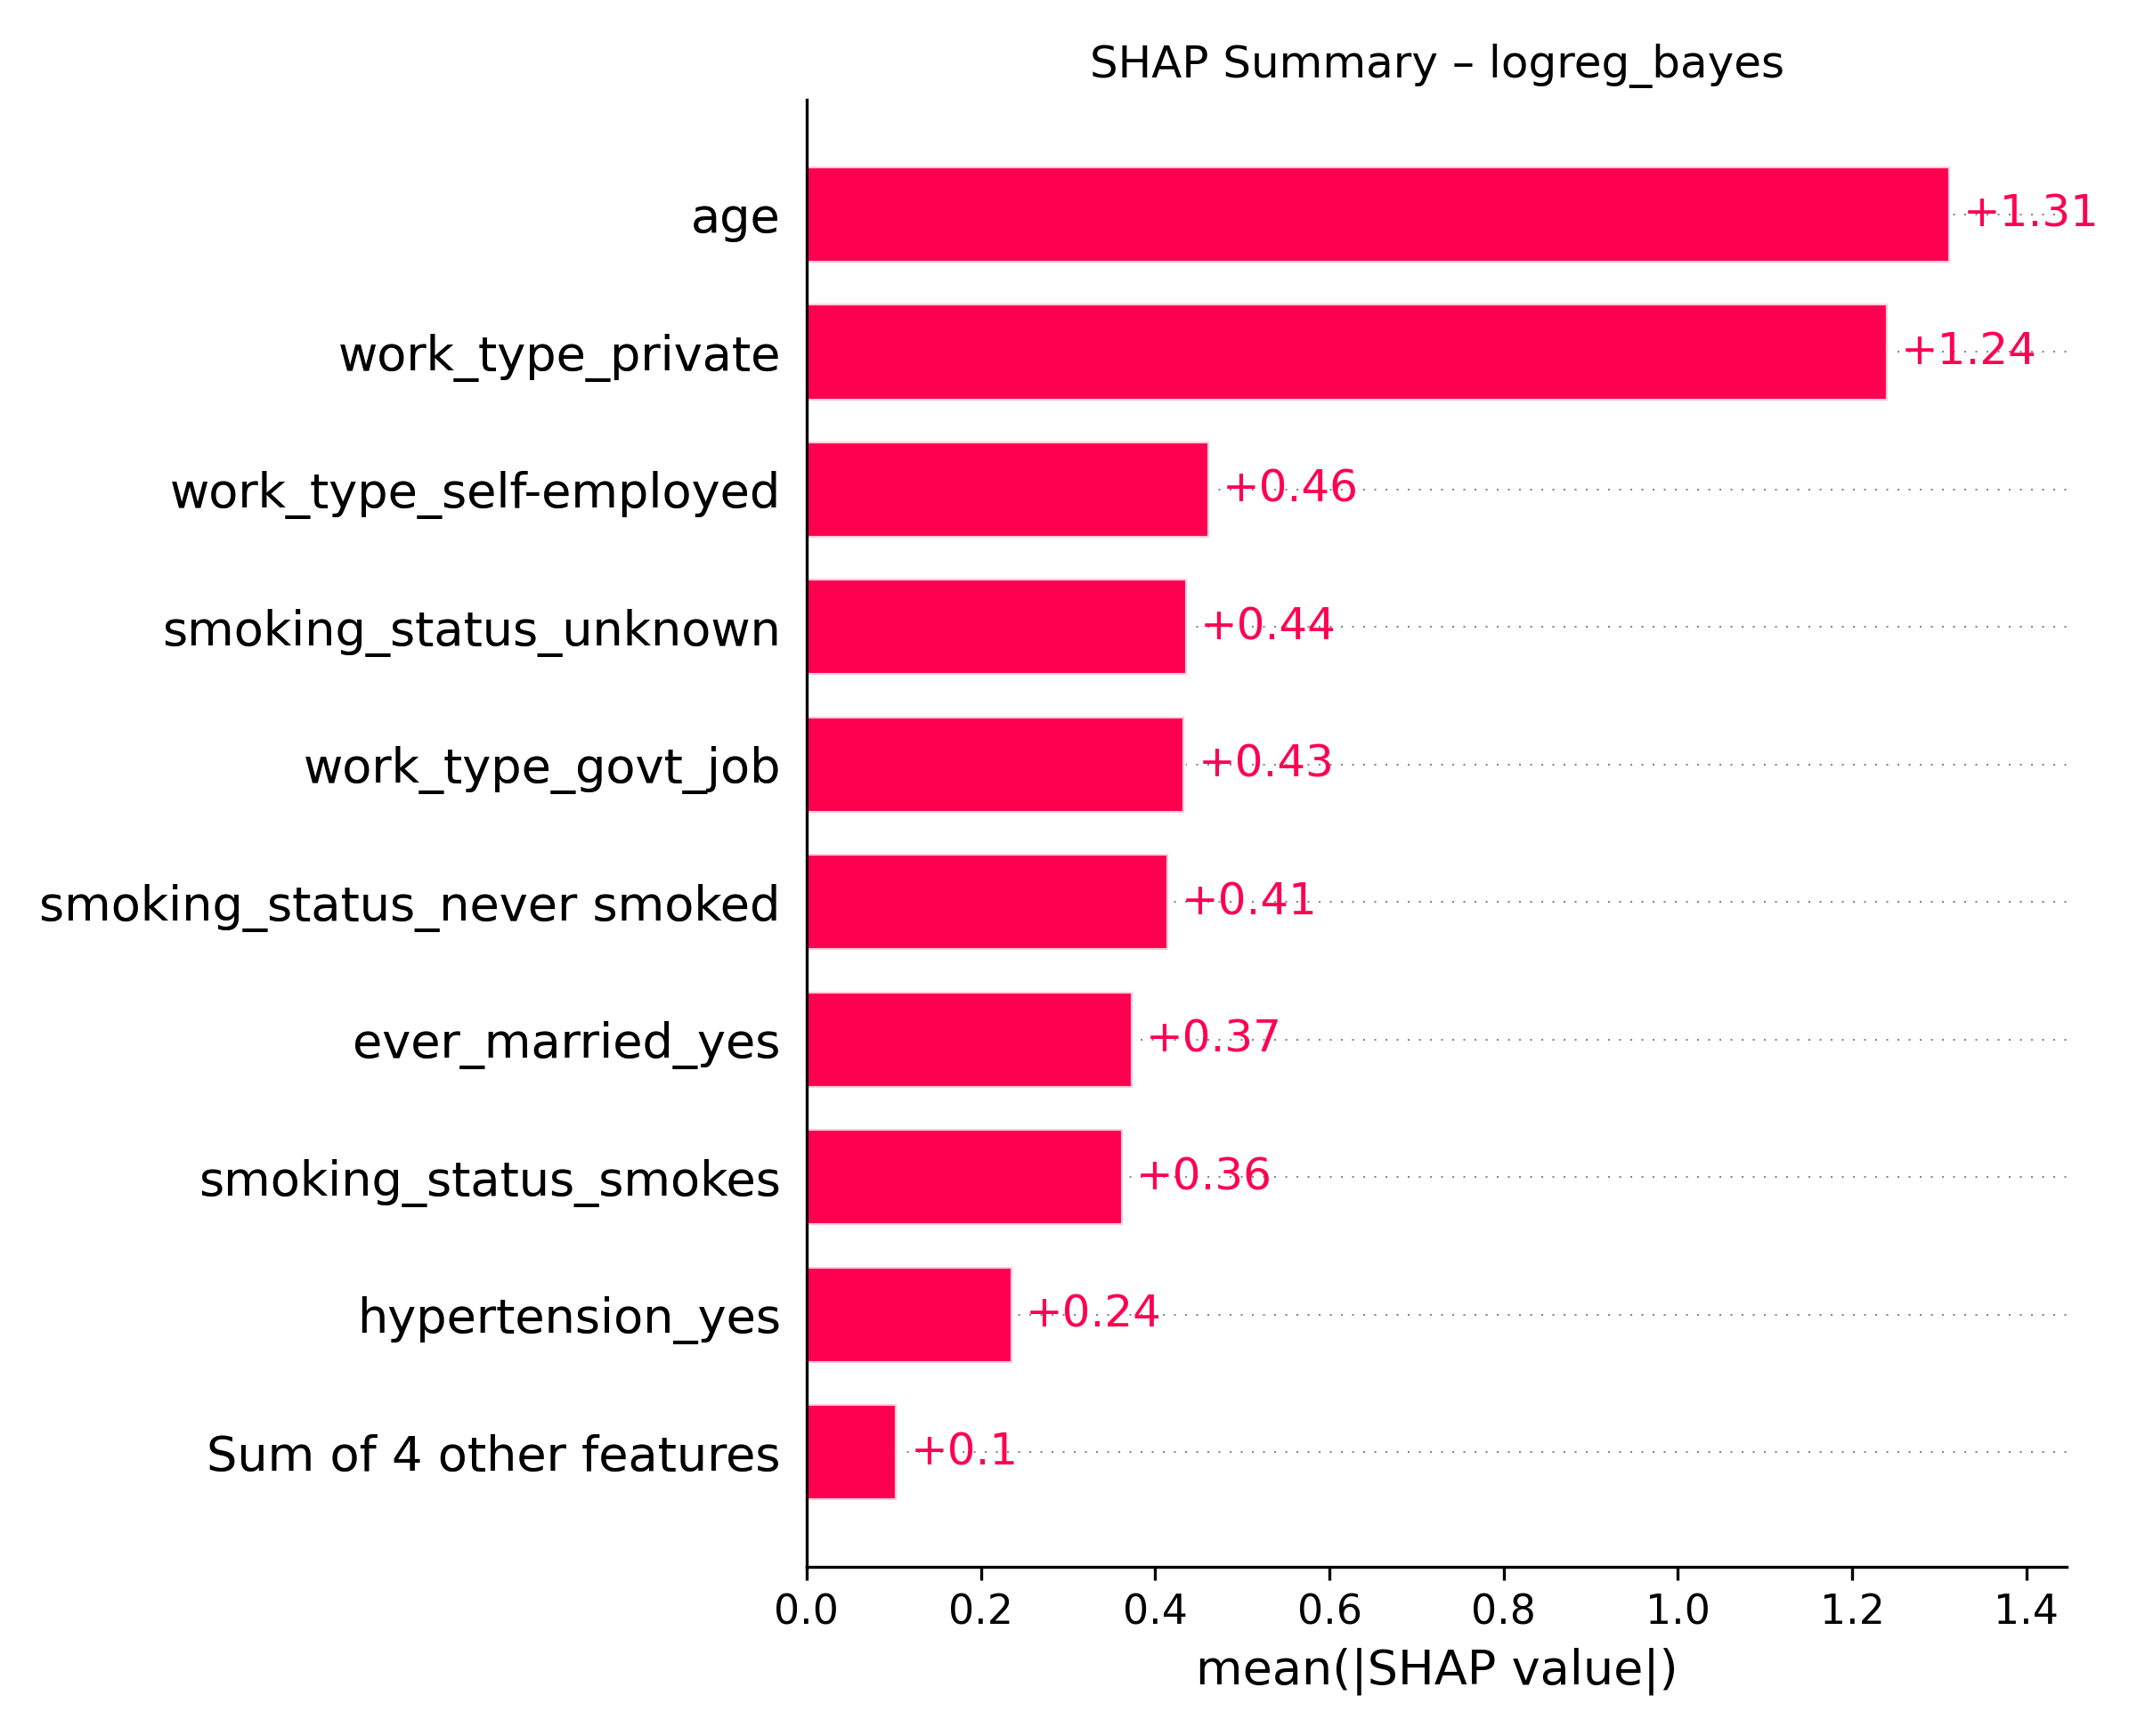 SHAP Summary – logreg_bayes
age
+1.31
work_type_private
+1.24
work_type_self-employed
+0.46
smoking_status_unknown
+0.44
work_type_govt_job
+0.43
smoking_status_never smoked
+0.41
ever_married_yes
+0.37
smoking_status_smokes
+0.36
hypertension_yes
+0.24
Sum of 4 other features
+0.1
0.0 0.2 0.4 0.6 0.8 1.0 1.2 1.4
mean(|SHAP value|)